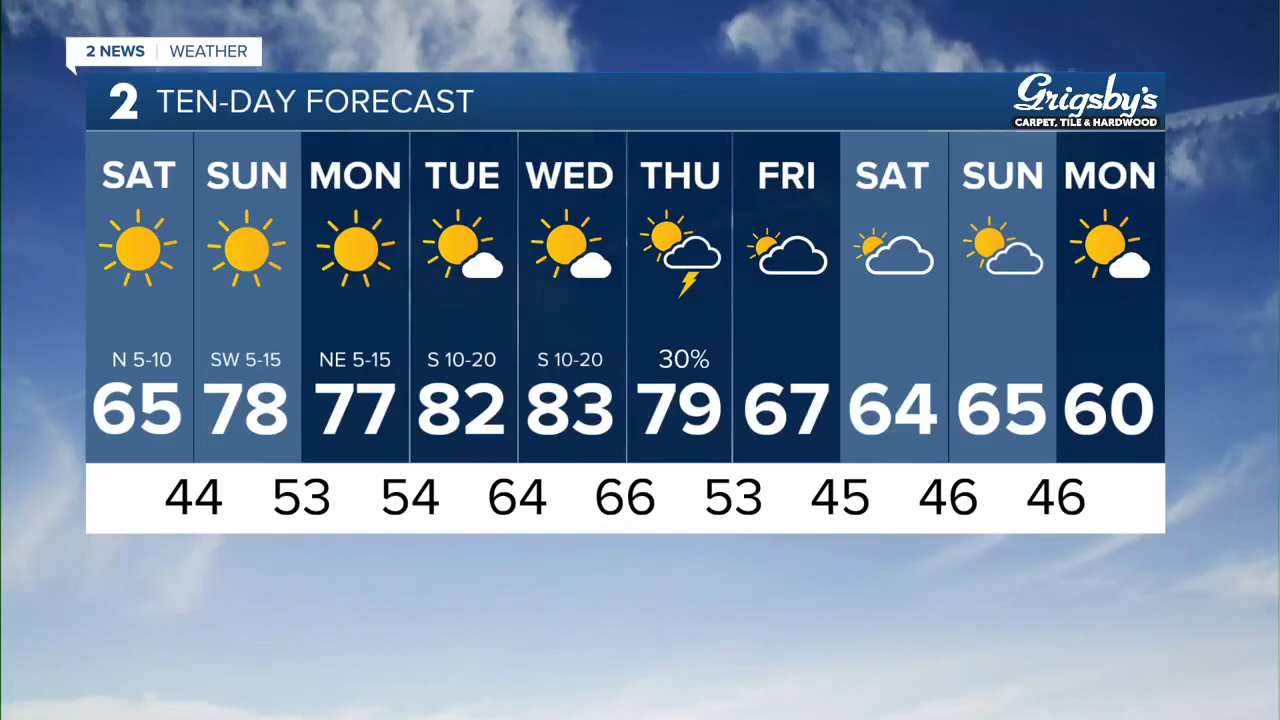 2 NEWS | WEATHER
2 TEN-DAY FORECAST
Grigsby's
CARPET, TILE & HARDWOOD
SAT SUN MON TUE WED THU FRI SAT SUN MON
N 5-10 SW 5-15 NE 5-15 S 10-20 S 10-20 30%
65 78 77 82 83 79 67 64 65 60
44 53 54 64 66 53 45 46 46